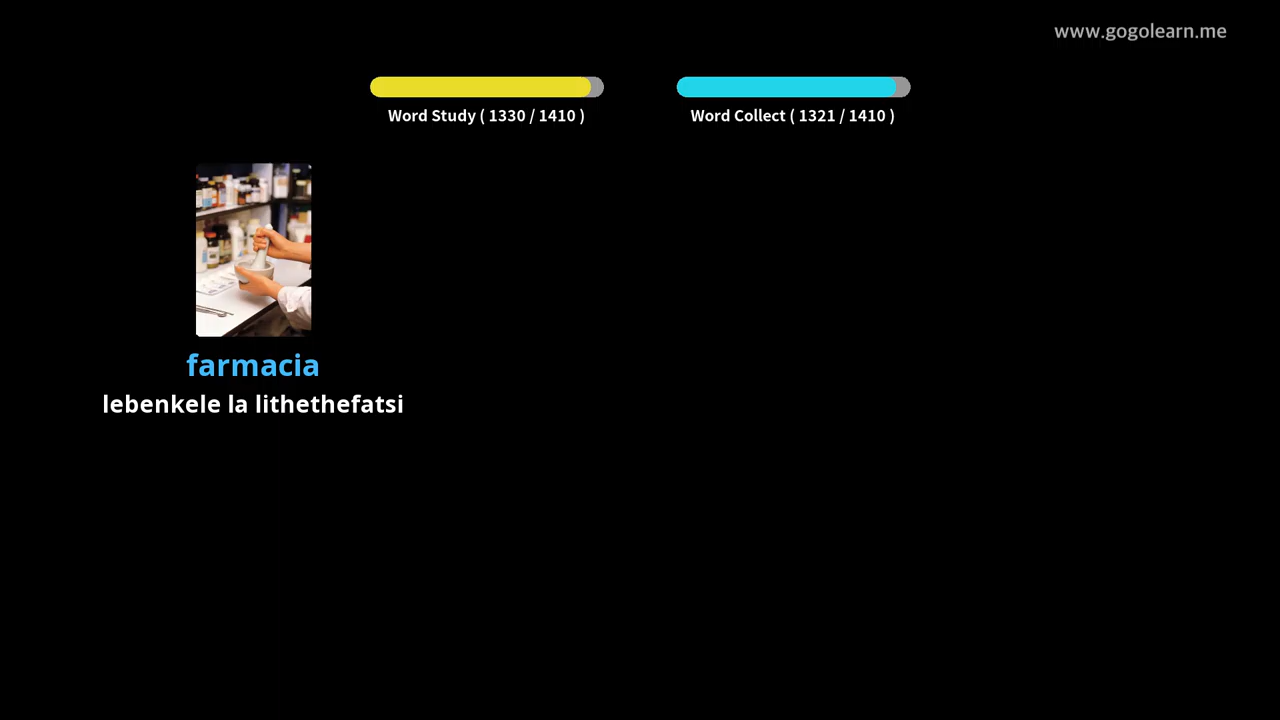 www.gogolearn.me
Word Study ( 1330 / 1410 )
Word Collect ( 1321 / 1410 )
farmacia
lebenkele la lithethefatsi